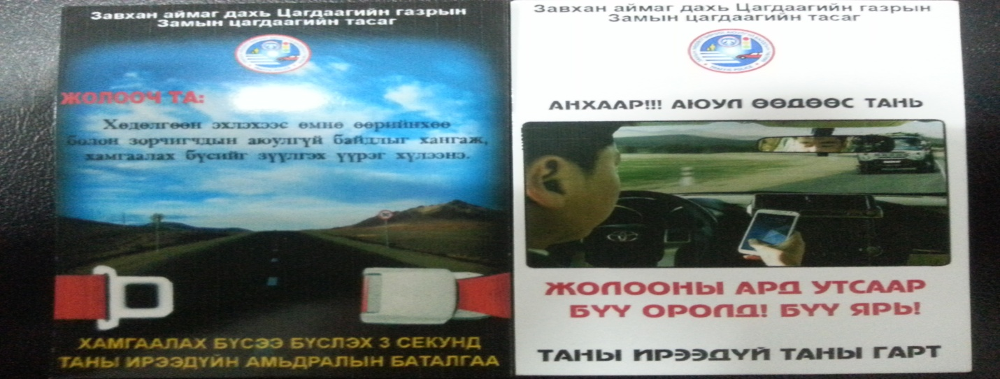 Завхан аймаг дахь Цагдаагийн газрын
Замын цагдаагийн тасаг
ЖОЛООЧ ТА:
Хөдөлгөөн эхлэхээс өмнө өөрийнхөө
болон зорчигчдын аюулгүй байдлыг хангаж,
хамгаалах бүсийг зүүлгэх үүрэг хүлээнэ.
ХАМГААЛАХ БҮСЭЭ БҮСЛЭХ 3 СЕКУНД
ТАНЫ ИРЭЭДҮЙН АМЬДРАЛЫН БАТАЛГАА
Завхан аймаг дахь Цагдаагийн газрын
Замын цагдаагийн тасаг
TRAFFIC POLICE
АНХААР!!! АЮУЛ ӨӨДӨӨС ТАНЬ
ЖОЛООНЫ АРД УТСААР
БҮҮ ОРОЛД! БҮҮ ЯРЬ!
ТАНЫ ИРЭЭДҮЙ ТАНЫ ГАРТ